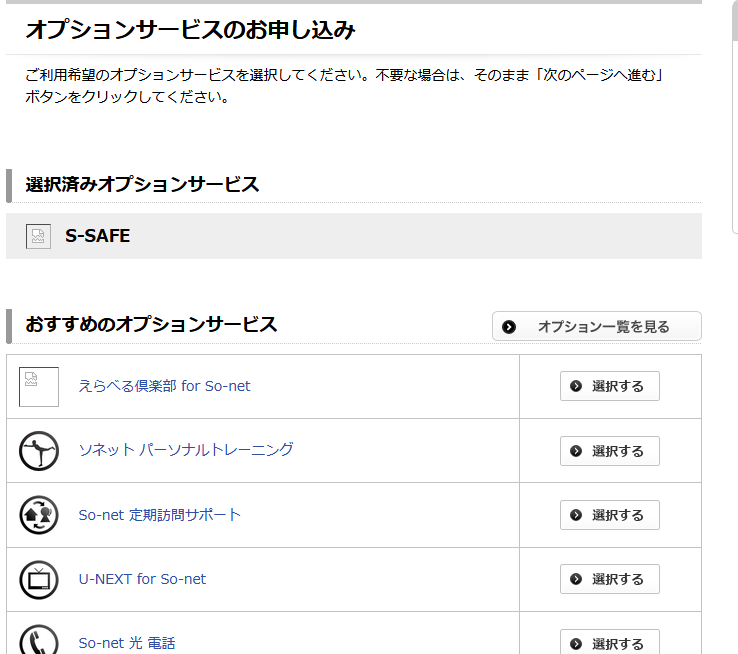 オプションサービスのお申し込み
ご利用希望のオプションサービスを選択してください。不要な場合は、そのまま「次のページへ進む」
ボタンをクリックしてください。
選択済みオプションサービス
S-SAFE
おすすめのオプションサービス
オプション一覧を見る
えらべる倶楽部 for So-net
選択する
ソネット パーソナルトレーニング
選択する
So-net 定期訪問サポート
選択する
U-NEXT for So-net
選択する
So-net 光 電話
選択する